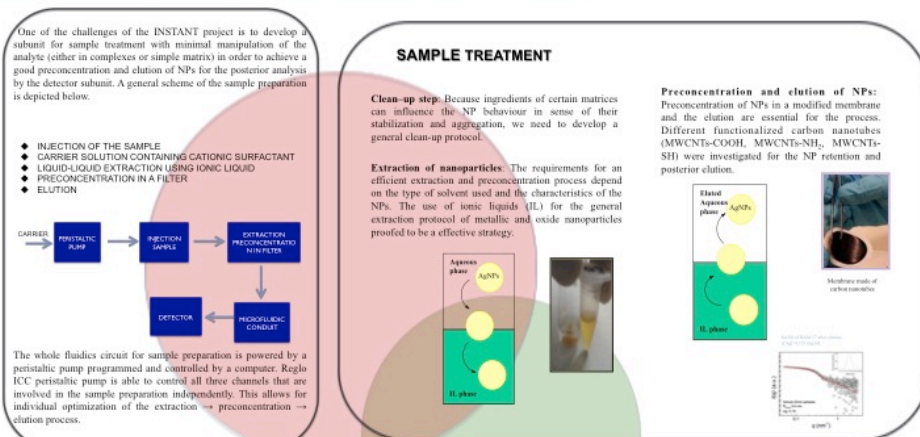 One of the challenges of the INSTANT project is to develop a
subunit for sample treatment with minimal manipulation of the
analyte (either in complexes or simple matrix) in order to achieve a
good preconcentration and elution of NPs for the posterior analysis
by the detector subunit. A general scheme of the sample preparation
is depicted below.
◆ INJECTION OF THE SAMPLE
◆ CARRIER SOLUTION CONTAINING CATIONIC SURFACTANT
◆ LIQUID-LIQUID EXTRACTION USING IONIC LIQUID
◆ PRECONCENTRATION IN A FILTER
◆ ELUTION
CARRIER
PERISTALTIC
PUMP
INJECTION
SAMPLE
EXTRACTION
PRECONCENTRATIO
N IN FILTER
DETECTOR
MICROFLUIDIC
CONDUIT
The whole fluidics circuit for sample preparation is powered by a
peristaltic pump programmed and controlled by a computer. Reglo
ICC peristaltic pump is able to control all three channels that are
involved in the sample preparation independently. This allows for
individual optimization of the extraction → preconcentration →
elution process.
SAMPLE TREATMENT
Clean–up step: Because ingredients of certain matrices
can influence the NP behaviour in sense of their
stabilization and aggregation, we need to develop a
general clean-up protocol.
Extraction of nanoparticles: The requirements for an
efficient extraction and preconcentration process depend
on the type of solvent used and the characteristics of the
NPs. The use of ionic liquids (IL) for the general
extraction protocol of metallic and oxide nanoparticles
proofed to be a effective strategy.
Aqueous
phase
AgNPs
IL phase
Preconcentration and elution of NPs:
Preconcentration of NPs in a modified membrane
and the elution are essential for the process.
Different functionalized carbon nanotubes
(MWCNTs-COOH, MWCNTs-NH₂, MWCNTs-
SH) were investigated for the NP retention and
posterior elution.
Eluted
Aqueous
phase
AgNPs
IL phase
Membrane made of
carbon nanotubes